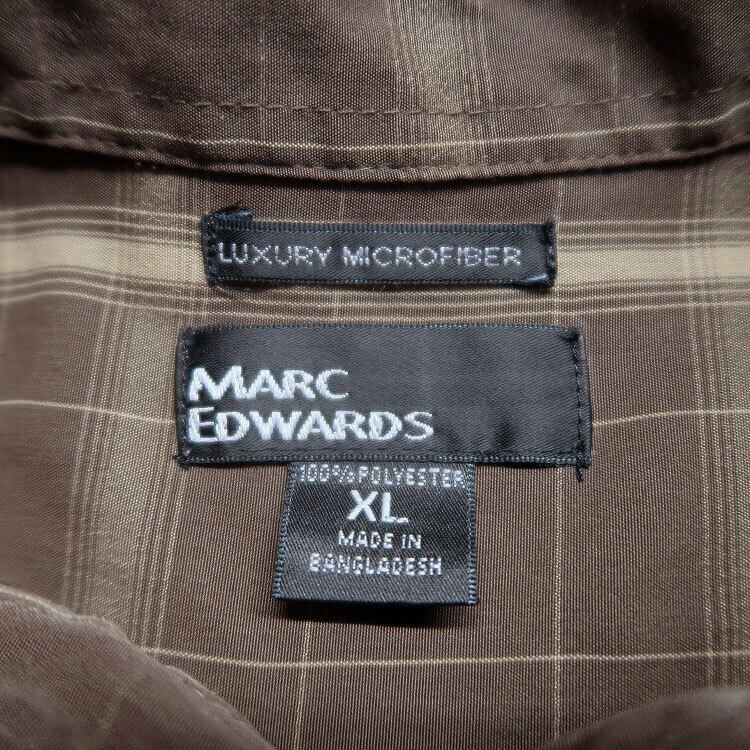 LUXURY MICROFIBER
MARC
EDWARDS
100% POLYESTER
XL
MADE IN
BANGLADESH